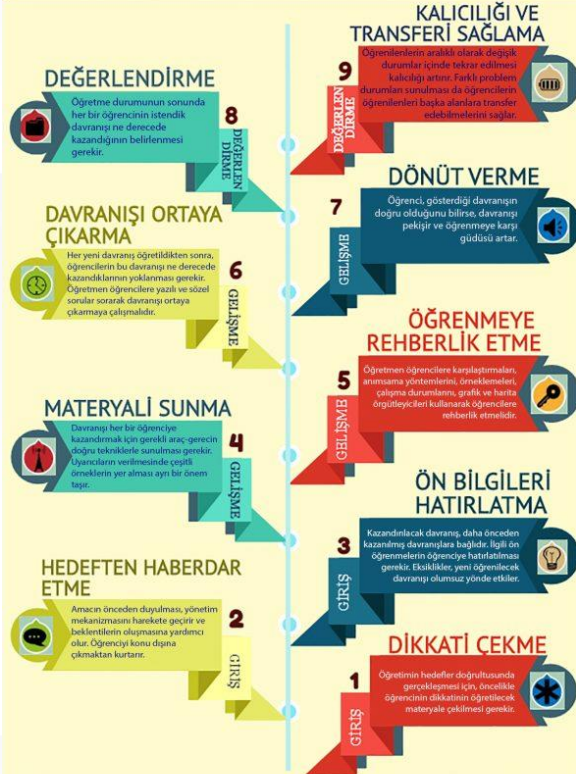 KALICILIĞI VE
TRANSFERİ SAĞLAMA
Öğrenilenlerin aralıklı olarak değişik
durumlar içinde tekrar edilmesi
kalıcılığı artırır. Farklı problem
durumları sunulması da öğrencilerin
öğrenilenleri başka alanlara transfer
edebilmelerini sağlar.
9
DEĞERLEN
DİRME
DEĞERLENDİRME
Öğretme durumunun sonunda
her bir öğrencinin istendik
davranışı ne derecede
kazandığının belirlenmesi
gerekir.
8
DEĞERLEN
DİRME
DÖNÜT VERME
Öğrenci, gösterdiği davranışın
doğru olduğunu bilirse, davranışı
pekişir ve öğrenmeye karşı
güdüsü artar.
7
GELİŞME
DAVRANIŞI ORTAYA
ÇIKARMA
Her yeni davranış öğretildikten sonra,
öğrencilerin bu davranışı ne derecede
kazandıklarının yoklanması gerekir.
Öğretmen öğrencilere yazılı ve sözel
sorular sorarak davranışı ortaya
çıkarmaya çalışmalıdır.
6
GELİŞME
ÖĞRENMEYE
REHBERLİK ETME
Öğretmen öğrencilere karşılaştırmaları,
anımsama yöntemlerini, örneklemeleri,
çalışma durumlarını, grafik ve harita
örgütleyicileri kullanarak öğrencilere
rehberlik etmelidir.
5
GELİŞME
MATERYALİ SUNMA
Davranışı her bir öğrenciye
kazandırmak için gerekli araç-gerecin
doğru tekniklerle sunulması gerekir.
Uyarıcıların verilmesinde çeşitli
örneklerin yer alması ayrı bir önem
taşır.
4
GELİŞME
ÖN BİLGİLERİ
HATIRLATMA
Kazandırılacak davranış, daha önceden
kazanılmış davranışlara bağlıdır. İlgili ön
öğrenmelerin öğrenciye hatırlatılması
gerekir. Eksiklikler, yeni öğrenilecek
davranışı olumsuz yönde etkiler.
3
GİRİŞ
HEDEFTEN HABERDAR
ETME
Amacın önceden duyulması, yönetim
mekanizmasını harekete geçirir ve
beklentilerin oluşmasına yardımcı
olur. Öğrenciyi konu dışına
çıkmaktan kurtarır.
2
GİRİŞ
DİKKATİ ÇEKME
Öğretimin hedefler doğrultusunda
gerçekleşmesi için, öncelikle
öğrencinin dikkatinin öğretilecek
materyale çekilmesi gerekir.
1
GİRİŞ